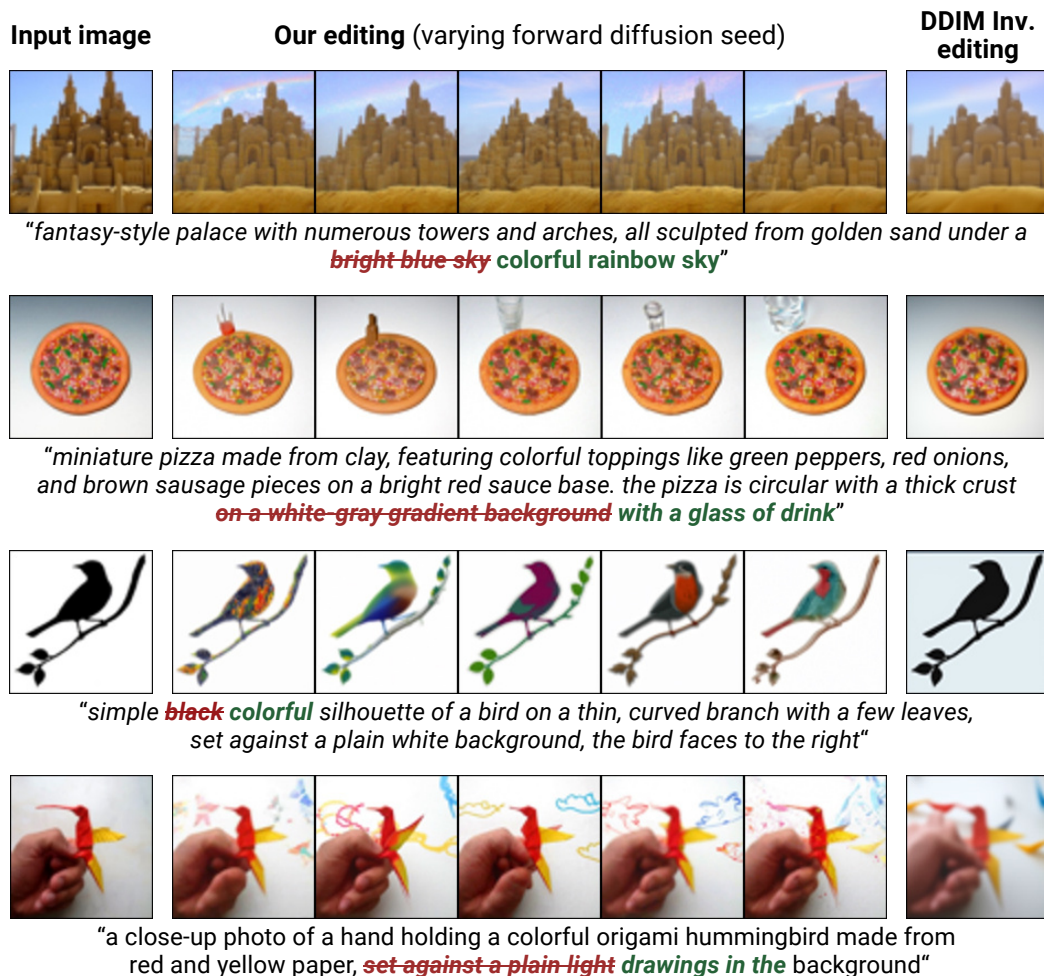 Input image
Our editing (varying forward diffusion seed)
DDIM Inv.
editing
“fantasy-style palace with numerous towers and arches, all sculpted from golden sand under a
bright blue sky colorful rainbow sky”
“miniature pizza made from clay, featuring colorful toppings like green peppers, red onions,
and brown sausage pieces on a bright red sauce base. the pizza is circular with a thick crust
on a white-gray gradient background with a glass of drink”
“simple black colorful silhouette of a bird on a thin, curved branch with a few leaves,
set against a plain white background, the bird faces to the right“
“a close-up photo of a hand holding a colorful origami hummingbird made from
red and yellow paper, set against a plain light drawings in the background“